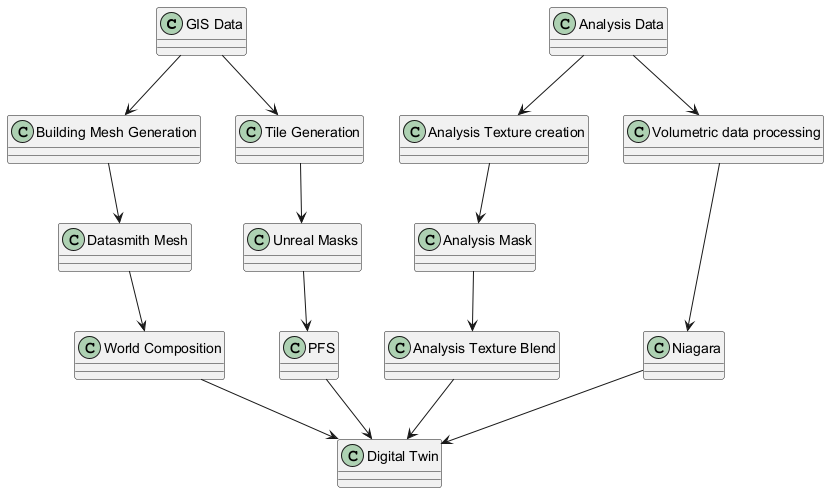 C GIS Data
C Analysis Data
C Building Mesh Generation
C Tile Generation
C Analysis Texture creation
C Volumetric data processing
C Datasmith Mesh
C Unreal Masks
C Analysis Mask
C World Composition
C PFS
C Analysis Texture Blend
C Niagara
C Digital Twin